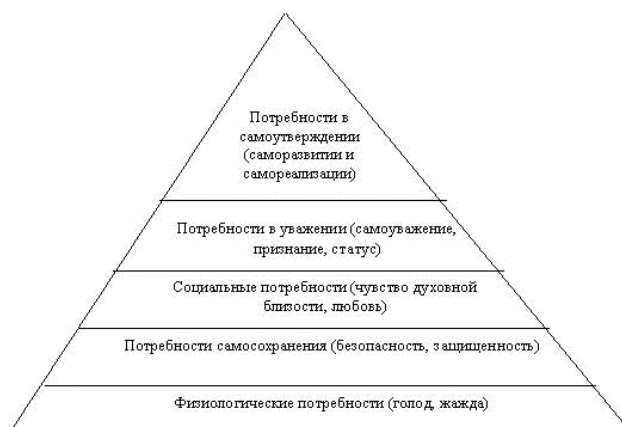 Потребности в
самоутверждении
(саморазвитии и
самореализации)
Потребности в уважении (самоуважение,
признание, статус)
Социальные потребности (чувство духовной
близости, любовь)
Потребности самосохранения (безопасность, защищенность)
Физиологические потребности (голод, жажда)